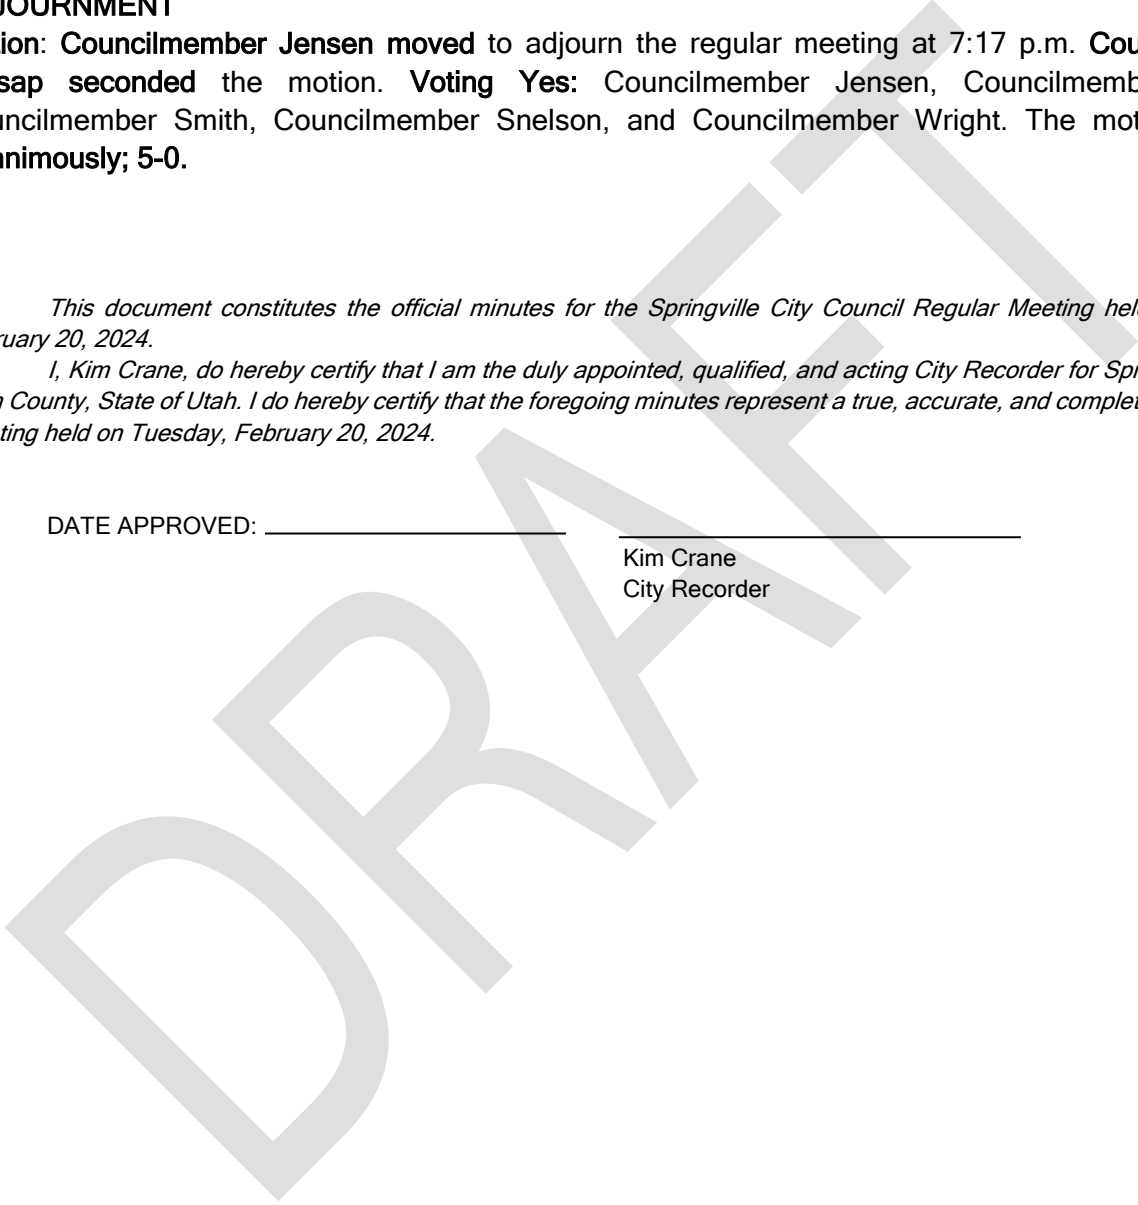 JOURNMENT
ion: Councilmember Jensen moved to adjourn the regular meeting at 7:17 p.m. Cou
sap seconded the motion. Voting Yes: Councilmember Jensen, Councilmemb
uncilmember Smith, Councilmember Snelson, and Councilmember Wright. The mot
animously; 5-0.
This document constitutes the official minutes for the Springville City Council Regular Meeting hel
ruary 20, 2024.
I, Kim Crane, do hereby certify that I am the duly appointed, qualified, and acting City Recorder for Spr
County, State of Utah. I do hereby certify that the foregoing minutes represent a true, accurate, and complet
ting held on Tuesday, February 20, 2024.
DATE APPROVED:
Kim Crane
City Recorder
DRAFT